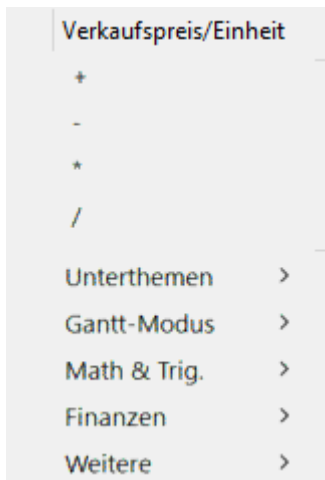 Verkaufspreis/Einheit
+
-
*
/
Unterthemen >
Gantt-Modus >
Math & Trig. >
Finanzen >
Weitere >